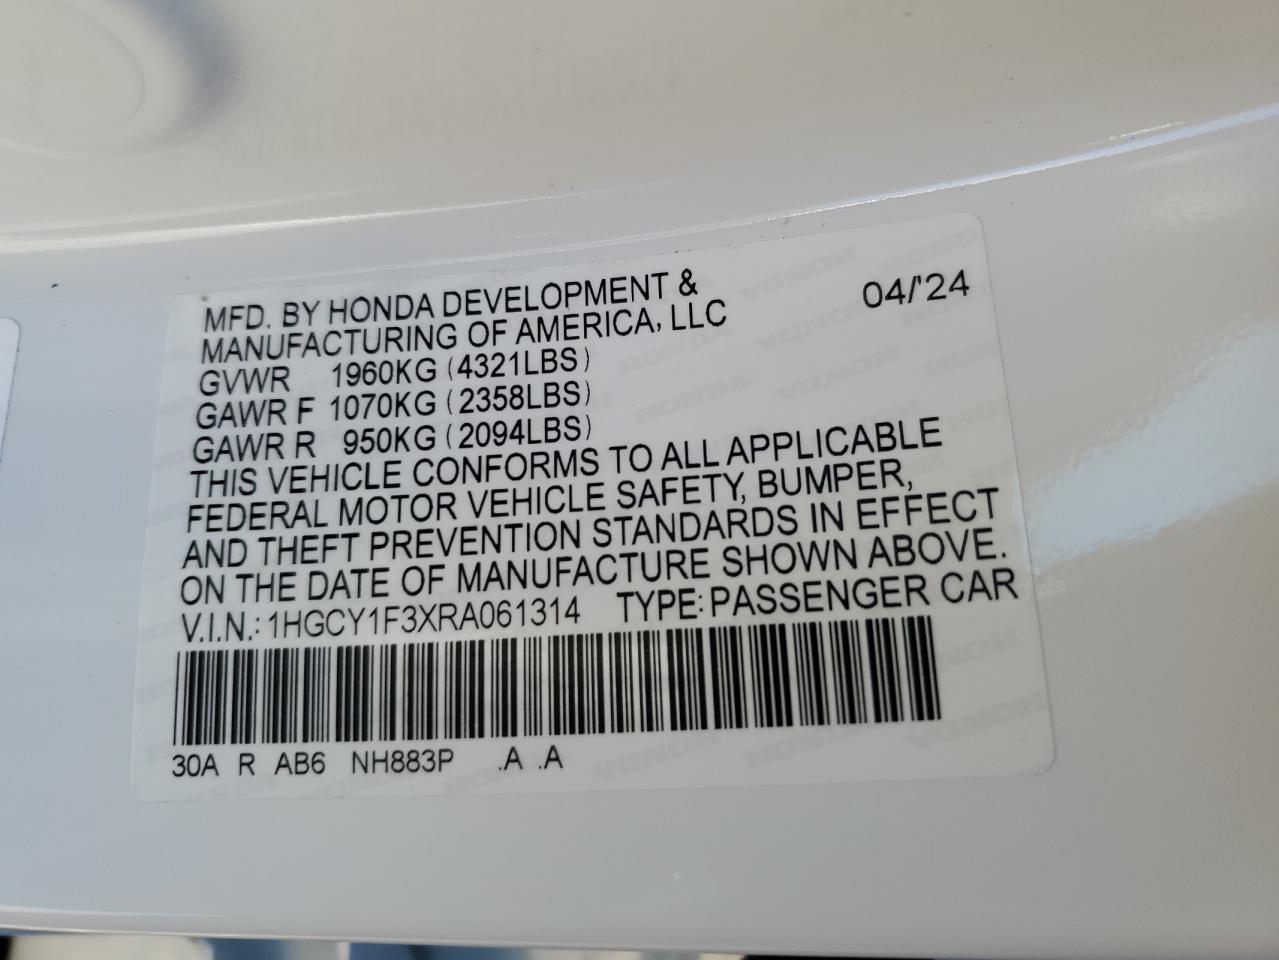 MFD. BY HONDA DEVELOPMENT & 04/'24
MANUFACTURING OF AMERICA, LLC
GVWR 1960KG (4321LBS)
GAWR F 1070KG (2358LBS)
GAWR R 950KG (2094LBS)
THIS VEHICLE CONFORMS TO ALL APPLICABLE
FEDERAL MOTOR VEHICLE SAFETY, BUMPER,
AND THEFT PREVENTION STANDARDS IN EFFECT
ON THE DATE OF MANUFACTURE SHOWN ABOVE.
V.I.N.: 1HGCY1F3XRA061314 TYPE: PASSENGER CAR
30A R AB6 NH883P .A .A